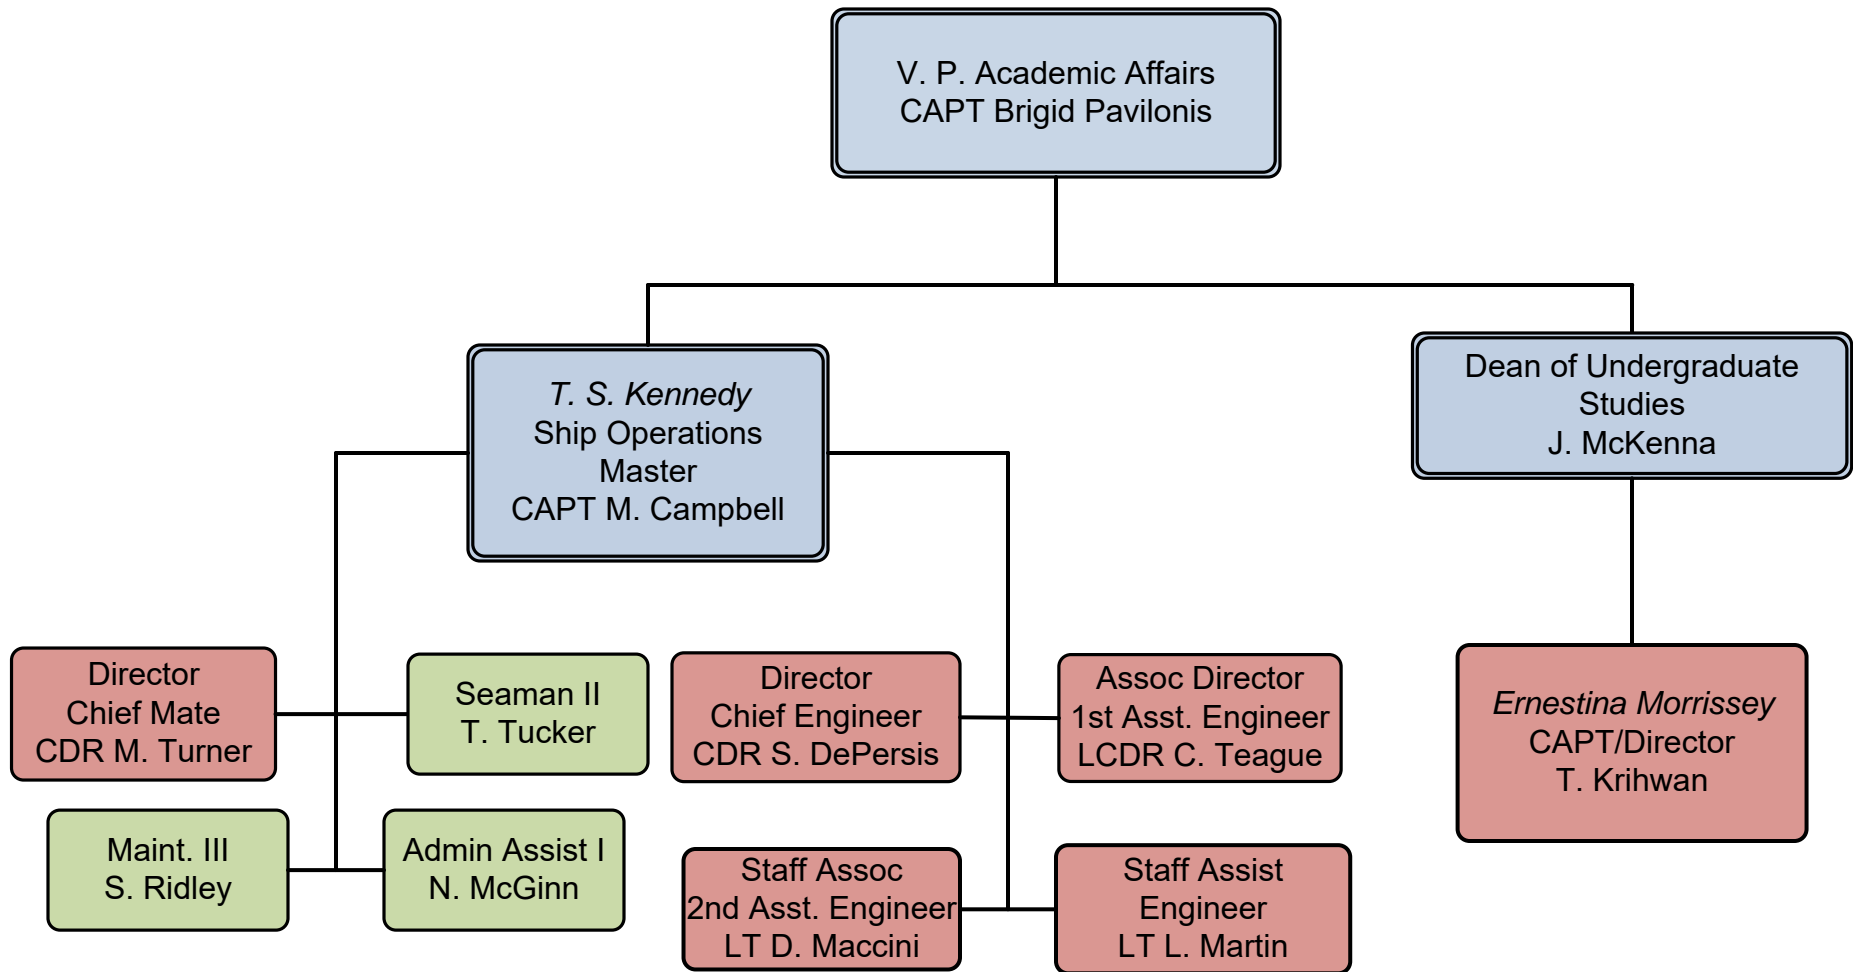 V. P. Academic Affairs
CAPT Brigid Pavilonis
T. S. Kennedy
Ship Operations
Master
CAPT M. Campbell
Dean of Undergraduate
Studies
J. McKenna
Director
Chief Mate
CDR M. Turner
Seaman II
T. Tucker
Director
Chief Engineer
CDR S. DePersis
Assoc Director
1st Asst. Engineer
LCDR C. Teague
Ernestina Morrissey
CAPT/Director
T. Krihwan
Maint. III
S. Ridley
Admin Assist I
N. McGinn
Staff Assoc
2nd Asst. Engineer
LT D. Maccini
Staff Assist
Engineer
LT L. Martin